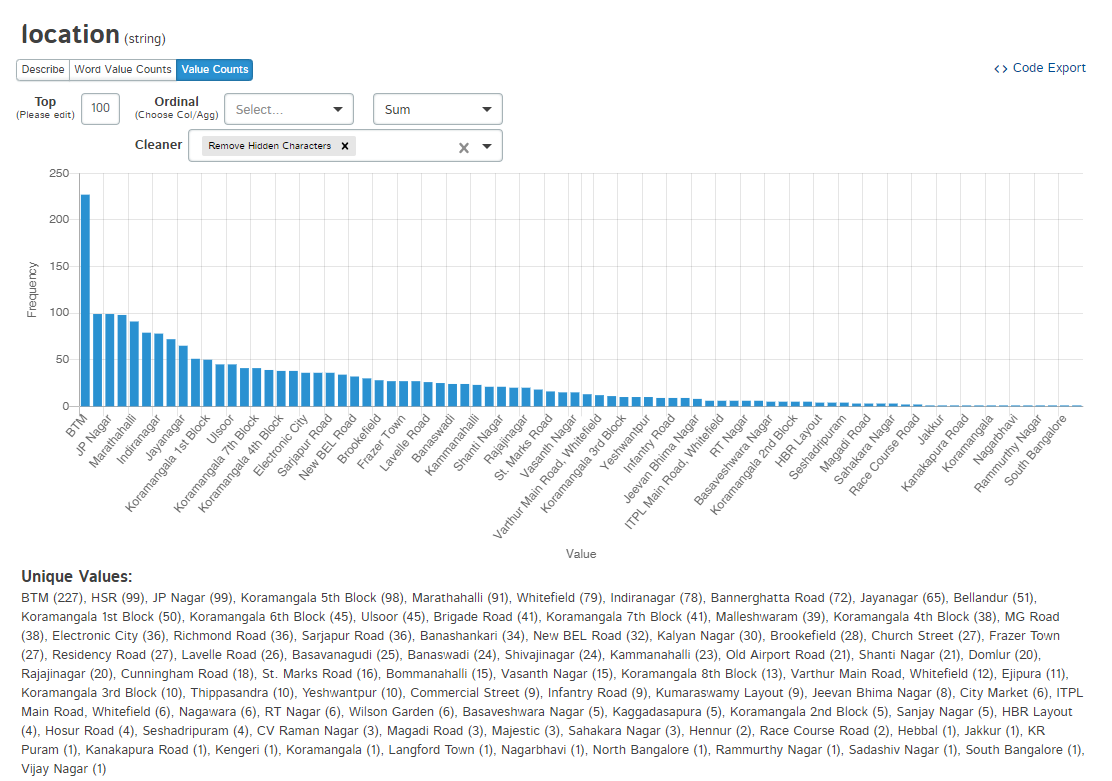 location (string)
Describe Word Value Counts Value Counts
<> Code Export
Top Ordinal
(Please edit) 100 (Choose Col/Agg) Select... Sum
Cleaner Remove Hidden Characters
250
200
150
100
50
0
Frequency
BTM
JP Nagar
Marathahalli
Indiranagar
Jayanagar
Koramangala 1st Block
Ulsoor
Koramangala 7th Block
Koramangala 4th Block
Electronic City
Sarjapur Road
New BEL Road
Brookefield
Frazer Town
Lavelle Road
Banaswadi
Kammanahalli
Shanti Nagar
Rajajinagar
St. Marks Road
Vasanth Nagar
Varthur Main Road, Whitefield
Koramangala 3rd Block
Yeshwantpur
Infantry Road
Jeevan Bhima Nagar
ITPL Main Road, Whitefield
RT Nagar
Basaveshwara Nagar
Koramangala 2nd Block
HBR Layout
Seshadripuram
Magadi Road
Sahakara Nagar
Race Course Road
Jakkur
Kanakapura Road
Koramangala
Nagarbhavi
Rammurthy Nagar
South Bangalore
Value
Unique Values:
BTM (227), HSR (99), JP Nagar (99), Koramangala 5th Block (98), Marathahalli (91), Whitefield (79), Indiranagar (78), Bannerghatta Road (72), Jayanagar (65), Bellandur (51),
Koramangala 1st Block (50), Koramangala 6th Block (45), Ulsoor (45), Brigade Road (41), Koramangala 7th Block (41), Malleshwaram (39), Koramangala 4th Block (38), MG Road
(38), Electronic City (36), Richmond Road (36), Sarjapur Road (36), Banashankari (34), New BEL Road (32), Kalyan Nagar (30), Brookefield (28), Church Street (27), Frazer Town
(27), Residency Road (27), Lavelle Road (26), Basavanagudi (25), Banaswadi (24), Shivajinagar (24), Kammanahalli (23), Old Airport Road (21), Shanti Nagar (21), Domlur (20),
Rajajinagar (20), Cunningham Road (18), St. Marks Road (16), Bommanahalli (15), Vasanth Nagar (15), Koramangala 8th Block (13), Varthur Main Road, Whitefield (12), Ejipura (11),
Koramangala 3rd Block (10), Thippasandra (10), Yeshwantpur (10), Commercial Street (9), Infantry Road (9), Kumaraswamy Layout (9), Jeevan Bhima Nagar (8), City Market (6), ITPL
Main Road, Whitefield (6), Nagawara (6), RT Nagar (6), Wilson Garden (6), Basaveshwara Nagar (5), Kaggadasapura (5), Koramangala 2nd Block (5), Sanjay Nagar (5), HBR Layout
(4), Hosur Road (4), Seshadripuram (4), CV Raman Nagar (3), Magadi Road (3), Majestic (3), Sahakara Nagar (3), Hennur (2), Race Course Road (2), Hebbal (1), Jakkur (1), KR
Puram (1), Kanakapura Road (1), Kengeri (1), Koramangala (1), Langford Town (1), Nagarbhavi (1), North Bangalore (1), Rammurthy Nagar (1), Sadashiv Nagar (1), South Bangalore (1),
Vijay Nagar (1)